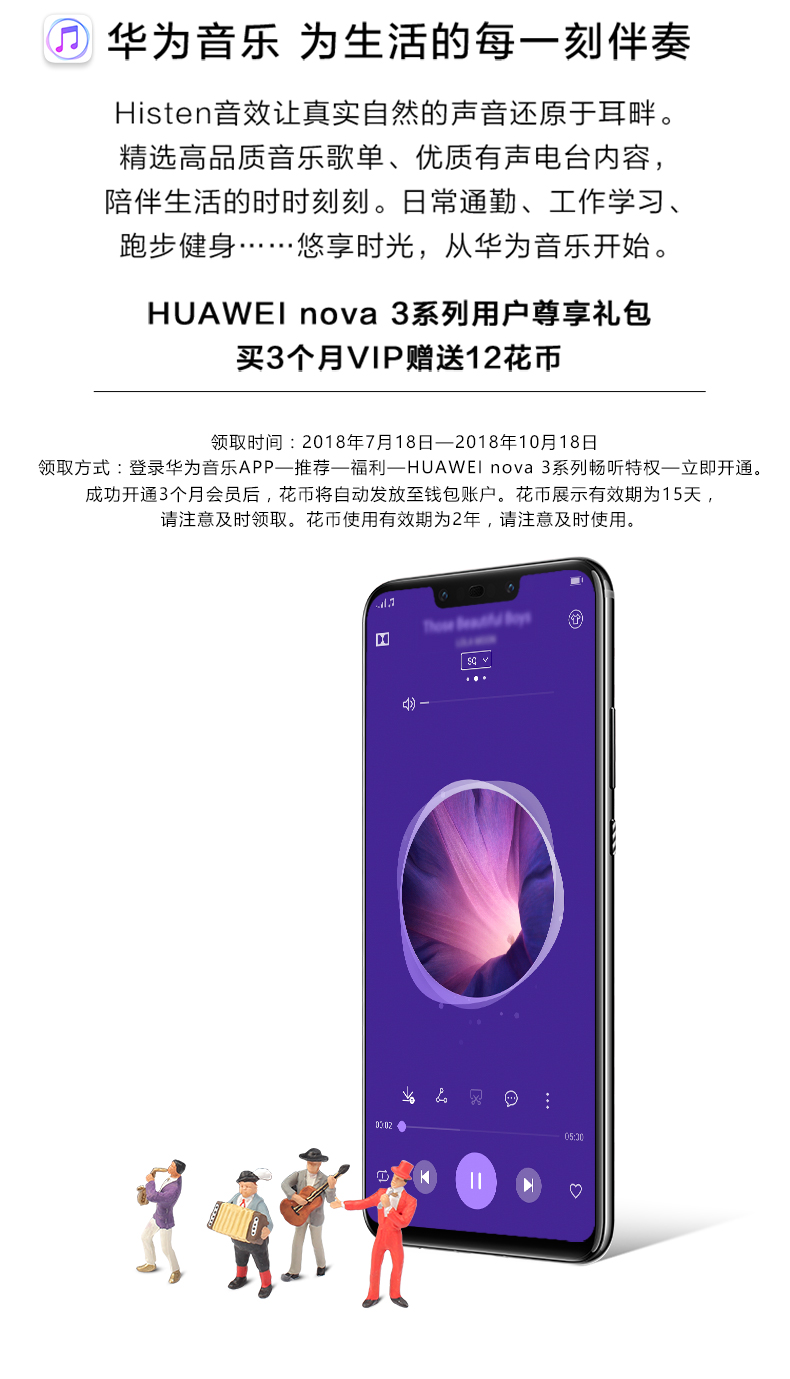 华为音乐 为生活的每一刻伴奏
Histen音效让真实自然的声音还原于耳畔。
精选高品质音乐歌单、优质有声电台内容，
陪伴生活的时时刻刻。日常通勤、工作学习、
跑步健身……悠享时光，从华为音乐开始。
HUAWEI nova 3系列用户尊享礼包
买3个月VIP赠送12花币
领取时间：2018年7月18日—2018年10月18日
领取方式：登录华为音乐APP—推荐—福利—HUAWEI nova 3系列畅听特权—立即开通。
成功开通3个月会员后，花币将自动发放至钱包账户。花币展示有效期为15天，
请注意及时领取。花币使用有效期为2年，请注意及时使用。
Those Beautiful Boys
SQ
00:02
05:00